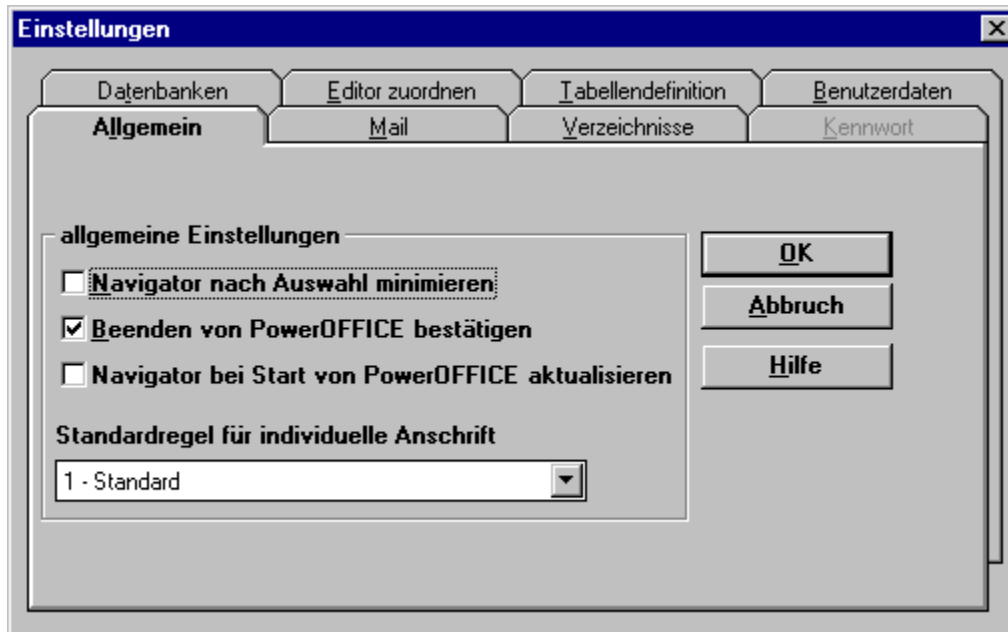 Einstellungen
Datenbanken Editor zuordnen Tabellendefinition Benutzerdaten
Allgemein Mail Verzeichnisse Kennwort
allgemeine Einstellungen
Navigator nach Auswahl minimieren
Beenden von PowerOFFICE bestätigen
Navigator bei Start von PowerOFFICE aktualisieren
Standardregel für individuelle Anschrift
1 - Standard
OK
Abbruch
Hilfe